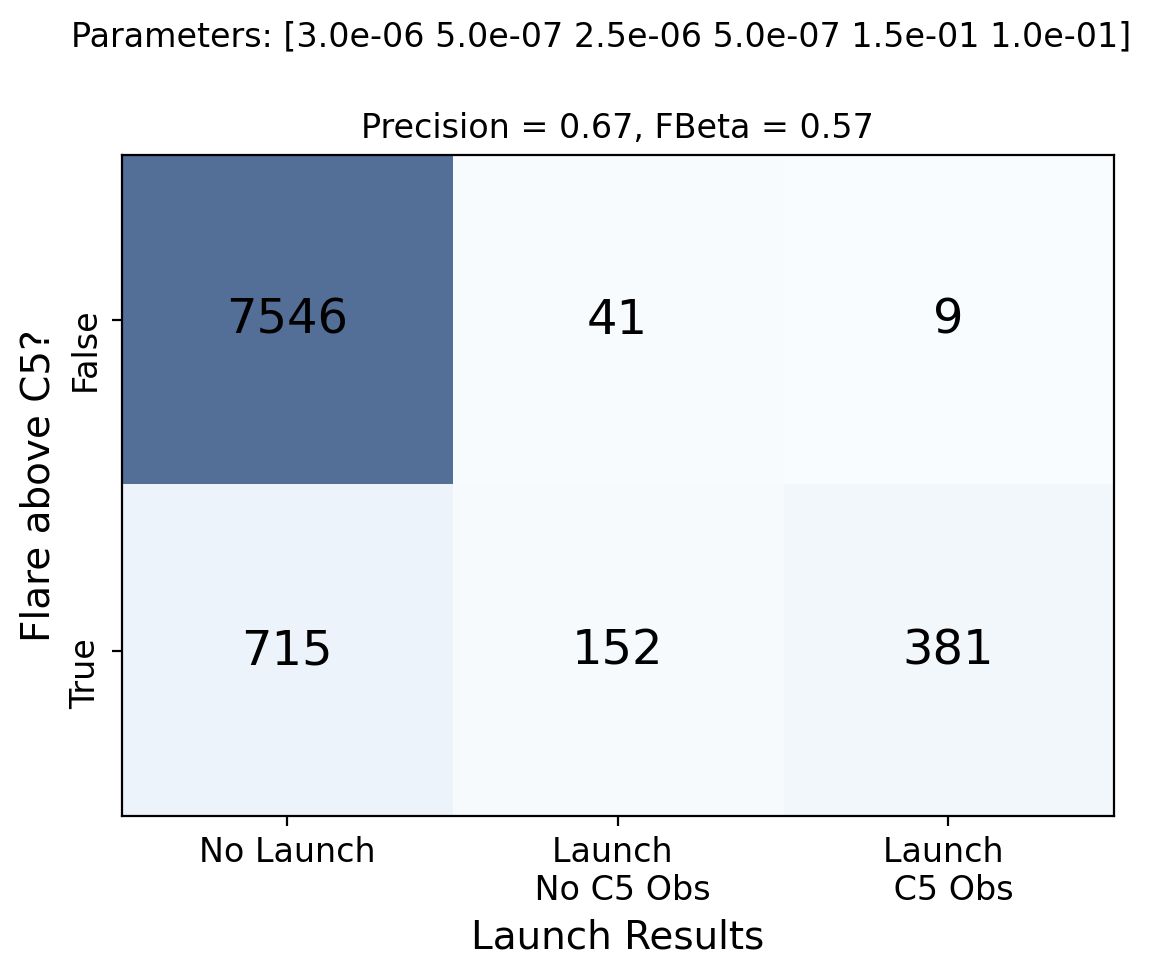 Parameters: [3.0e-06 5.0e-07 2.5e-06 5.0e-07 1.5e-01 1.0e-01]
Precision = 0.67, FBeta = 0.57
Flare above C5?
False
7546
41
9
True
715
152
381
No Launch
Launch
No C5 Obs
Launch
C5 Obs
Launch Results